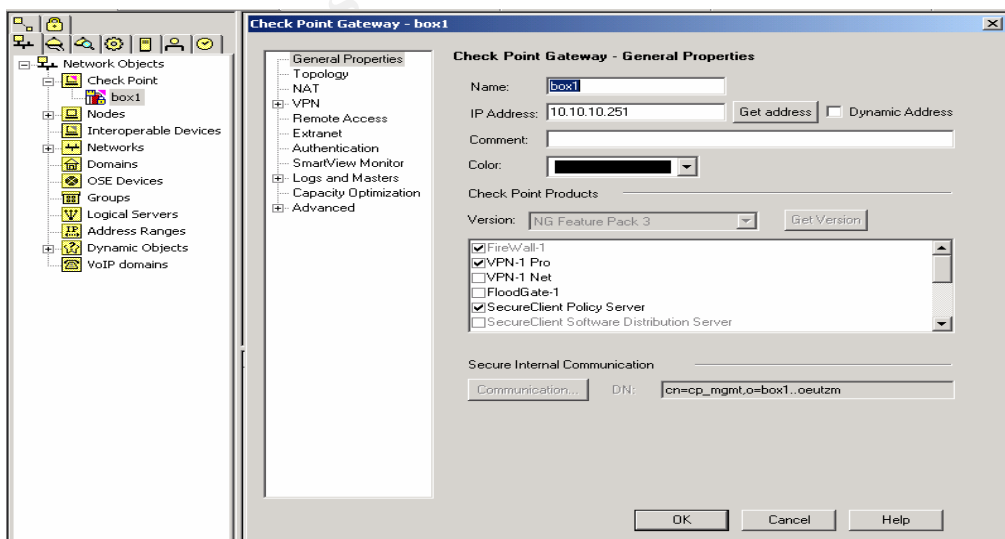 Check Point Gateway - box1
Network Objects
Check Point
box1
Nodes
Interoperable Devices
Networks
Domains
OSE Devices
Groups
Logical Servers
Address Ranges
Dynamic Objects
VoIP domains
General Properties
Topology
NAT
VPN
Remote Access
Extranet
Authentication
SmartView Monitor
Logs and Masters
Capacity Optimization
Advanced
Check Point Gateway - General Properties
Name: box1
IP Address: 10.10.10.251 Get address Dynamic Address
Comment:
Color:
Check Point Products
Version: NG Feature Pack 3 Get Version
FireWall-1
VPN-1 Pro
VPN-1 Net
FloodGate-1
SecureClient Policy Server
SecureClient Software Distribution Server
Secure Internal Communication
Communication... DN: cn=cp_mgmt,o=box1..oeutzm
OK Cancel Help